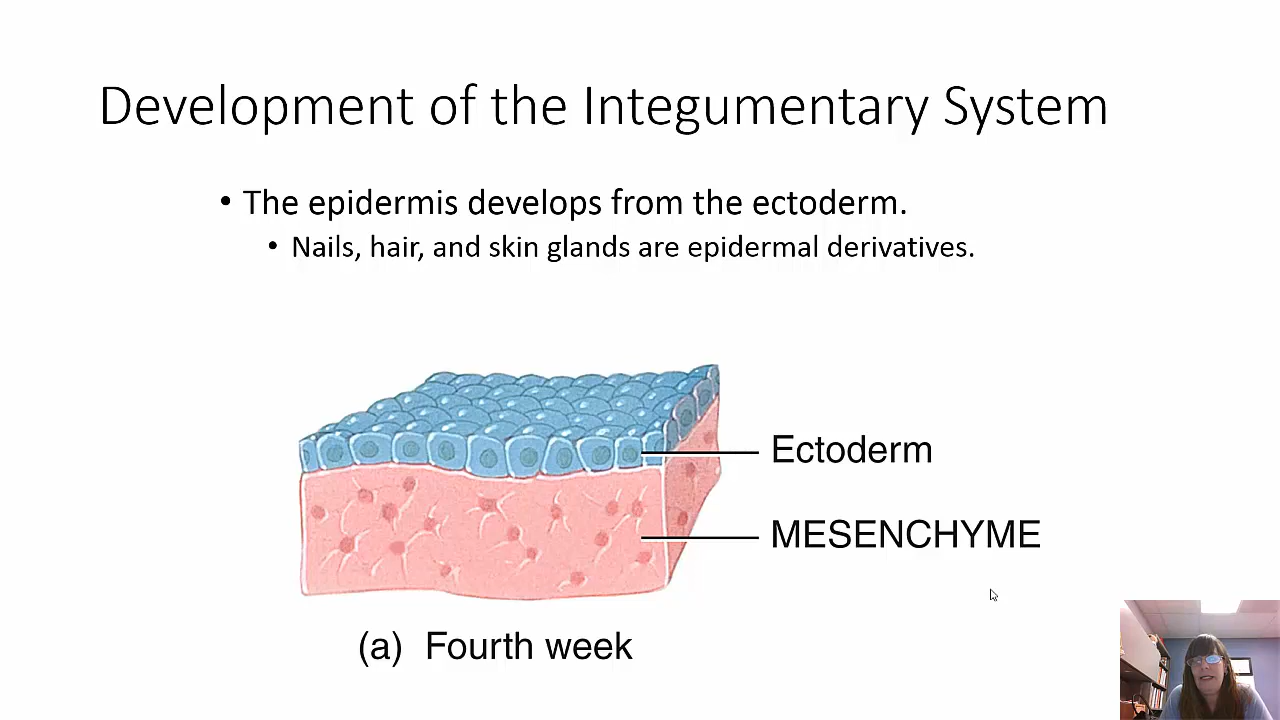 Development of the Integumentary System
• The epidermis develops from the ectoderm.
• Nails, hair, and skin glands are epidermal derivatives.
Ectoderm
MESENCHYME
(a) Fourth week